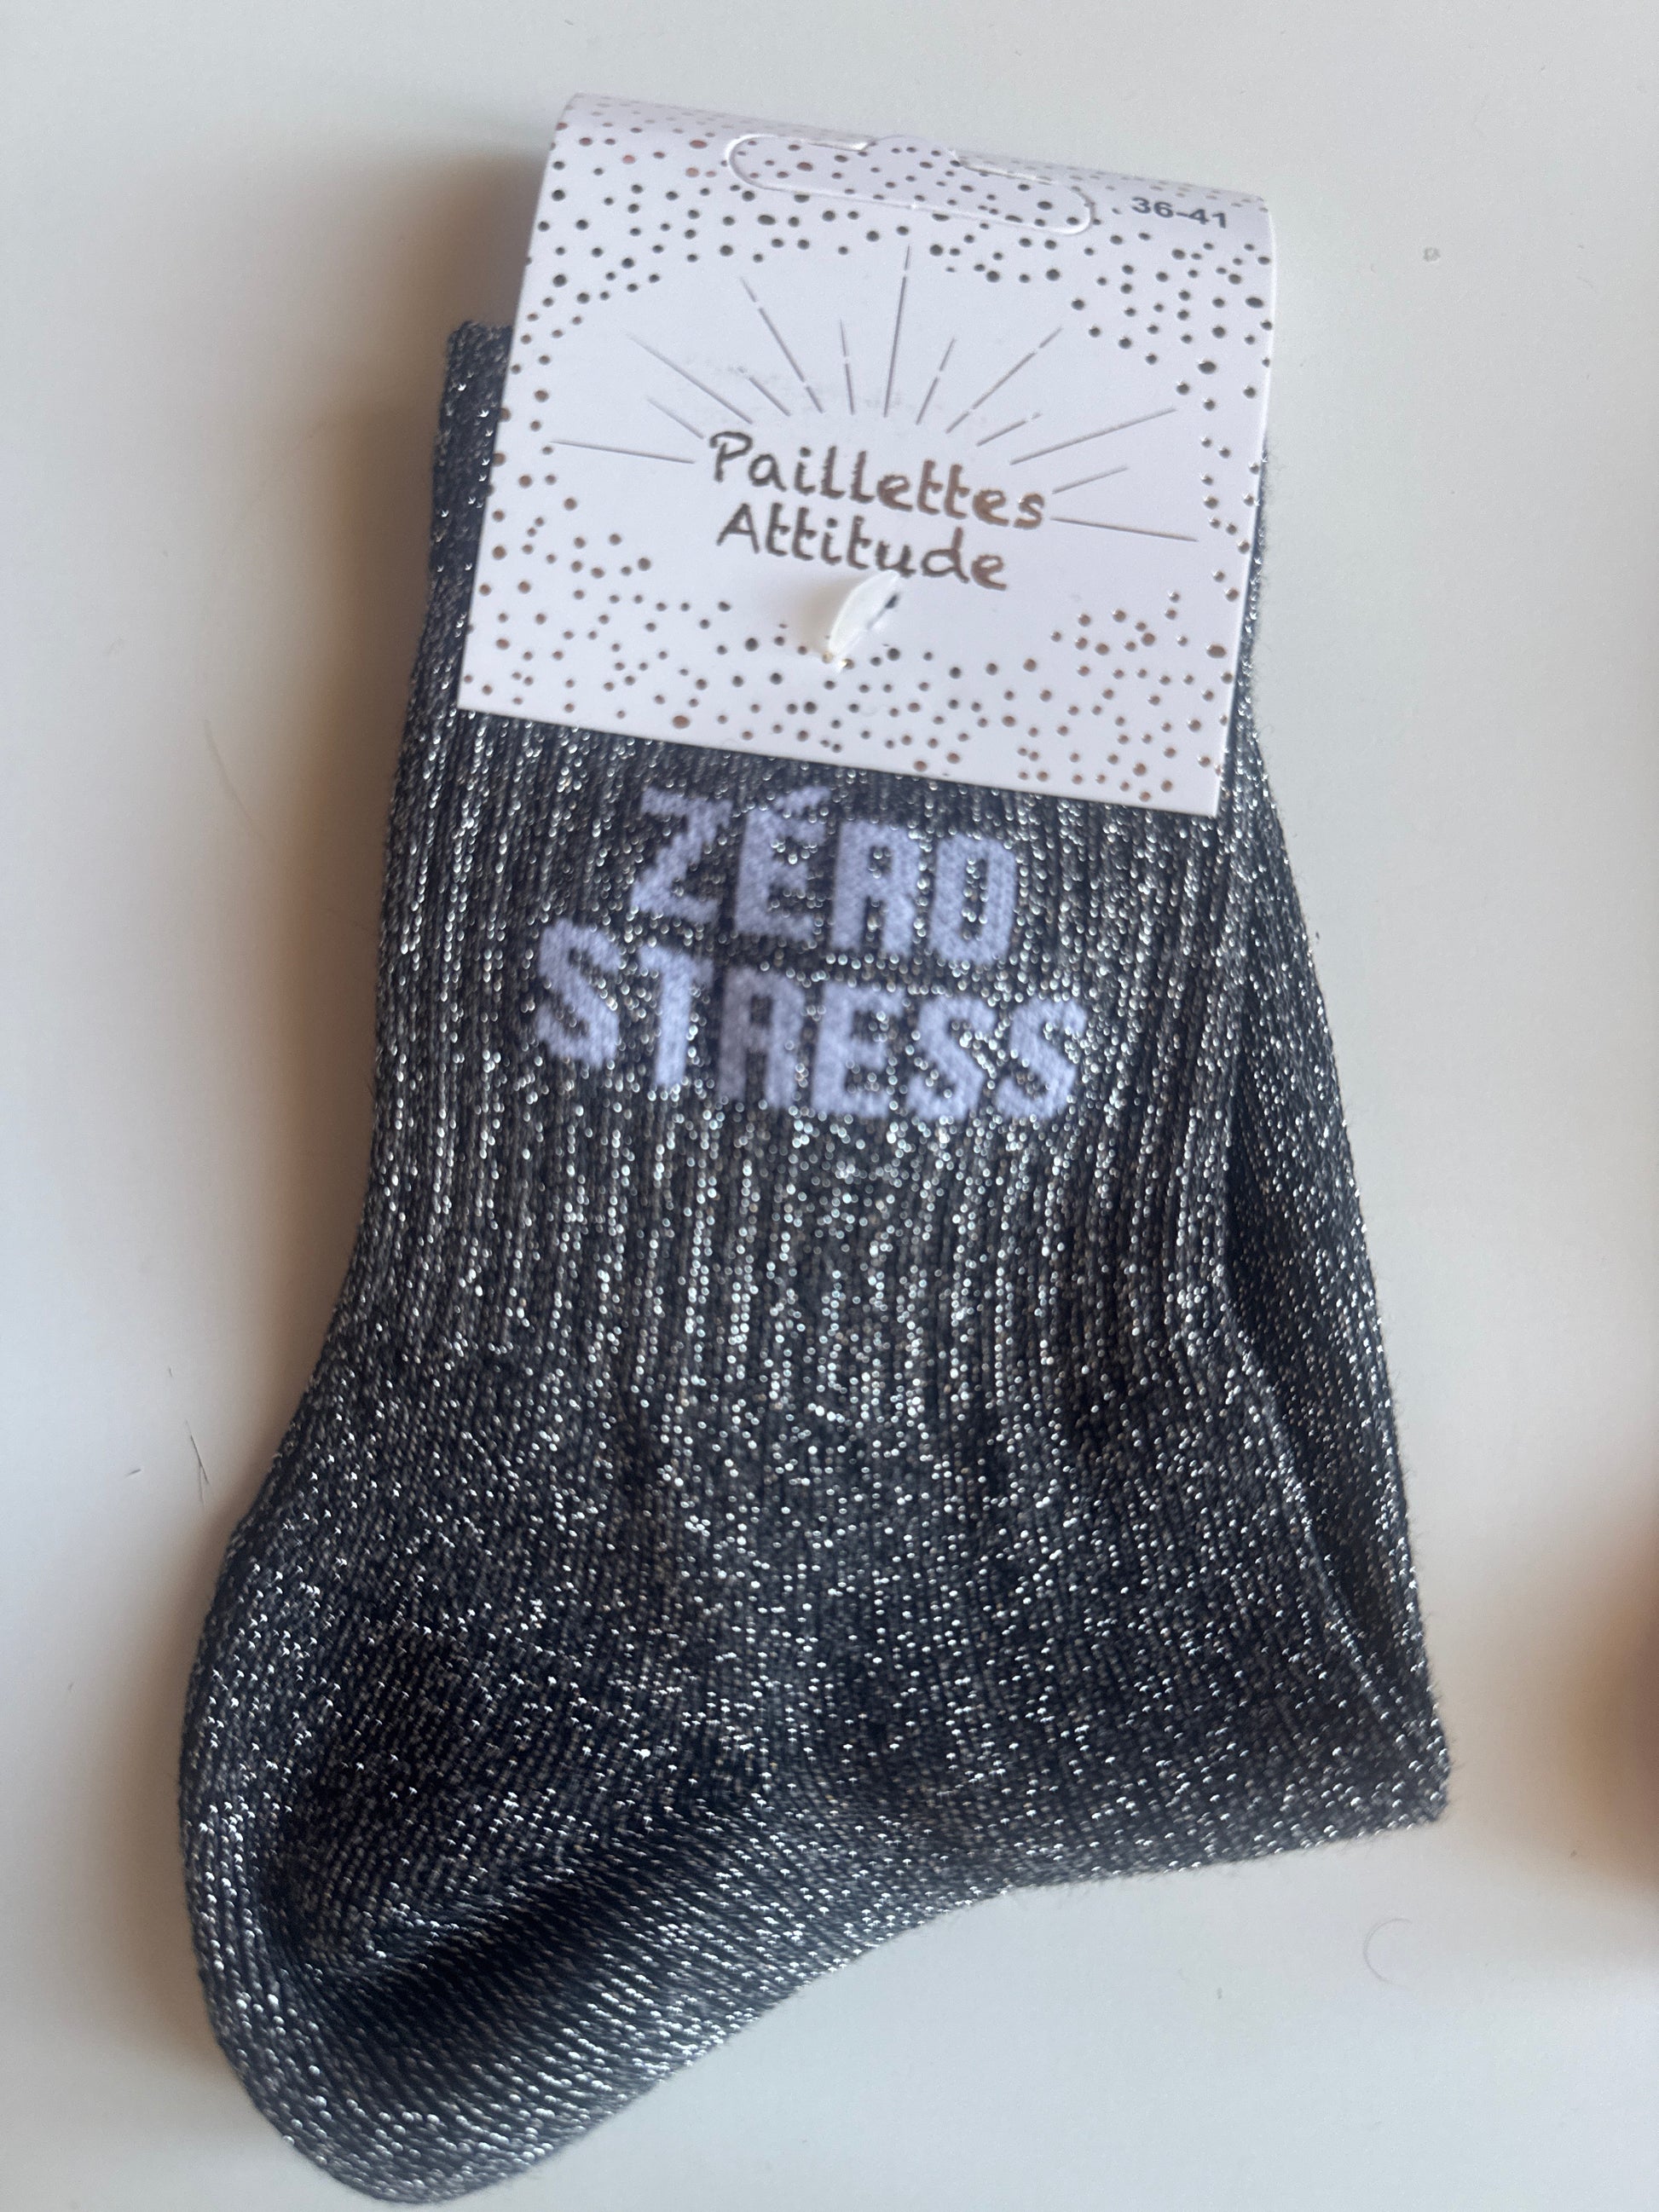 36-41
Paillettes
Attitude
ZÉRO
STRESS